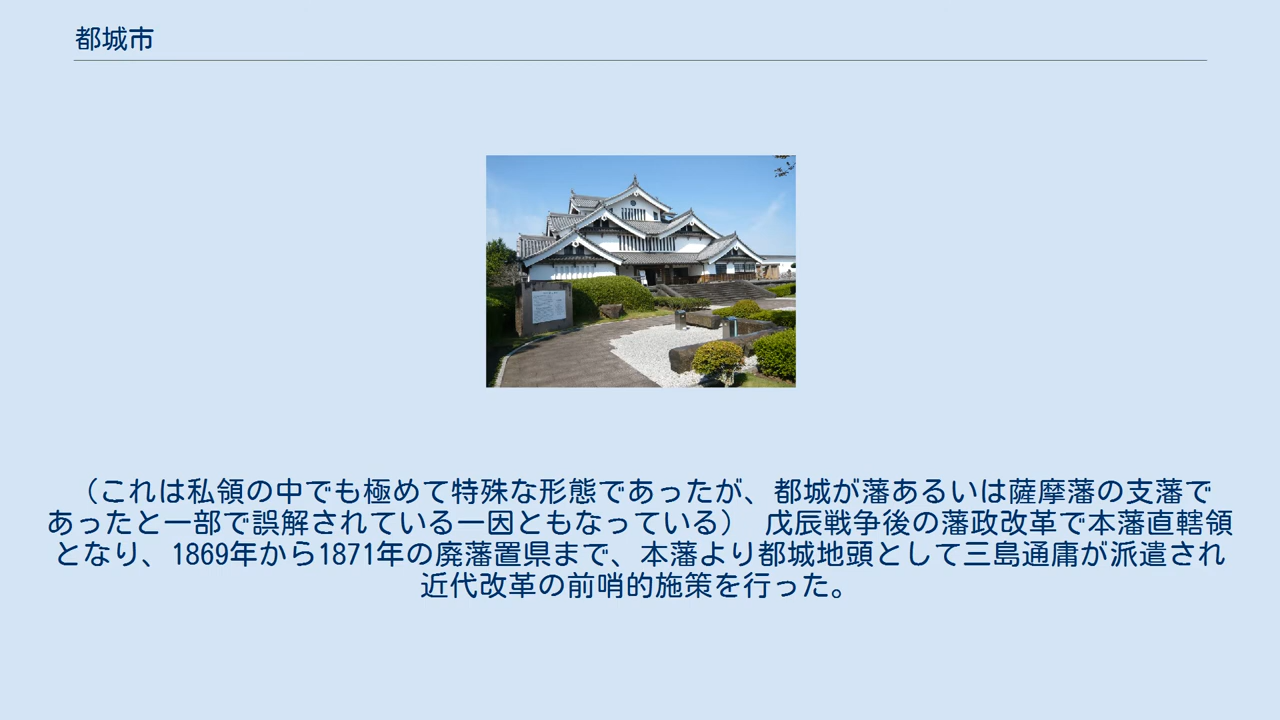 都城市
（これは私領の中でも極めて特殊な形態であったが、都城が藩あるいは薩摩藩の支藩で
あったと一部で誤解されている一因ともなっている） 戊辰戦争後の藩政改革で本藩直轄領
となり、1869年から1871年の廃藩置県まで、本藩より都城地頭として三島通庸が派遣され
近代改革の前哨的施策を行った。